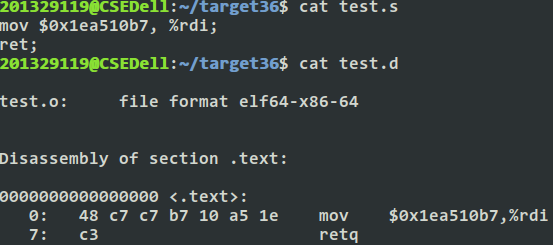 201329119@CSEDell:~/target36$ cat test.s
mov $0x1ea510b7, %rdi;
ret;
201329119@CSEDell:~/target36$ cat test.d
test.o:     file format elf64-x86-64
Disassembly of section .text:
0000000000000000 <.text>:
   0:   48 c7 c7 b7 10 a5 1e    mov    $0x1ea510b7,%rdi
   7:   c3                      retq